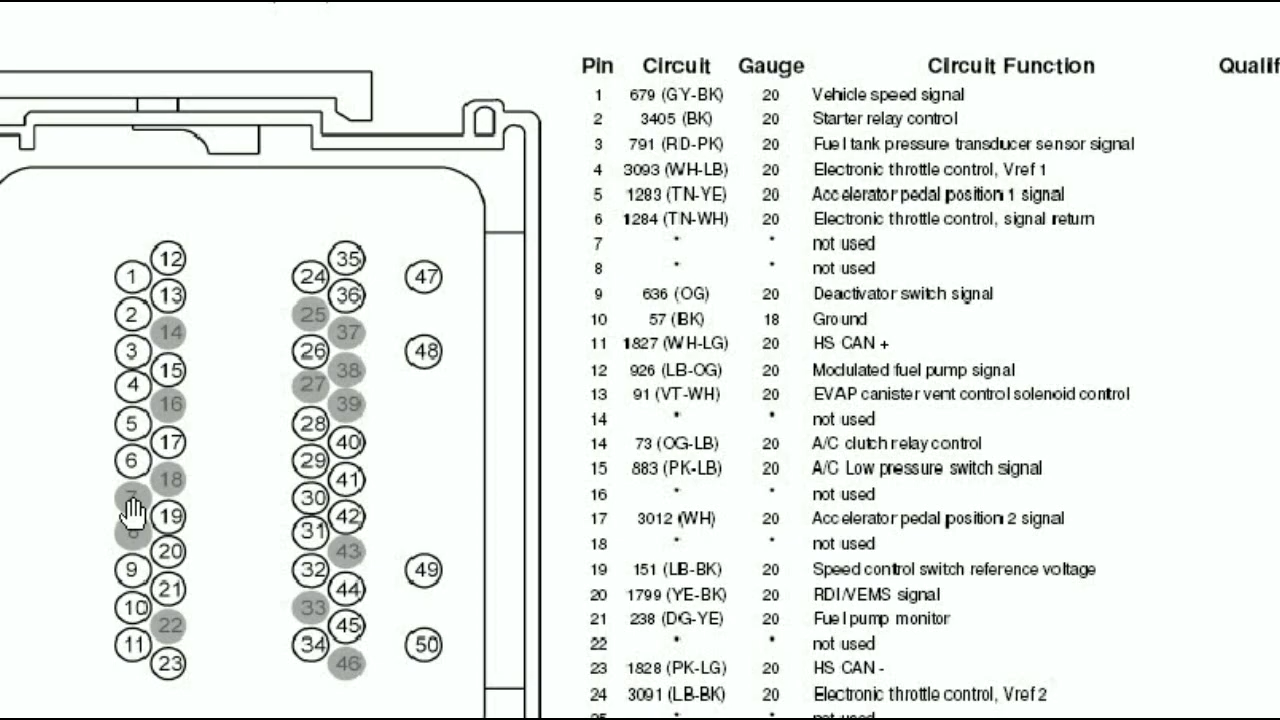 Pin Circuit Gauge Circuit Function Qualif
1 679 (GY-BK) 20 Vehicle speed signal
2 3405 (BK) 20 Starter relay control
3 791 (RD-PK) 20 Fuel tank pressure transducer sensor signal
4 3093 (WH-LB) 20 Electronic throttle control, Vref 1
5 1283 (TN-YE) 20 Accelerator pedal position 1 signal
6 1284 (TN-WH) 20 Electronic throttle control, signal return
7 * * not used
8 * * not used
9 636 (OG) 20 Deactivator switch signal
10 57 (BK) 18 Ground
11 1827 (WH-LG) 20 HS CAN +
12 926 (LB-OG) 20 Modulated fuel pump signal
13 91 (VT-WH) 20 EVAP canister vent control solenoid control
14 * * not used
14 73 (OG-LB) 20 A/C clutch relay control
15 883 (PK-LB) 20 A/C Low pressure switch signal
16 * * not used
17 3012 (WH) 20 Accelerator pedal position 2 signal
18 * * not used
19 151 (LB-BK) 20 Speed control switch reference voltage
20 1799 (YE-BK) 20 RDI/VEMS signal
21 238 (DG-YE) 20 Fuel pump monitor
22 * * not used
23 1828 (PK-LG) 20 HS CAN -
24 3091 (LB-BK) 20 Electronic throttle control, Vref 2
25 * * not used
1
2
3
4
5
6
9
10
11
12
13
14
15
16
17
18
19
20
21
22
23
24
25
26
27
28
29
30
31
32
33
34
35
36
37
38
39
40
41
42
43
44
45
46
47
48
49
50